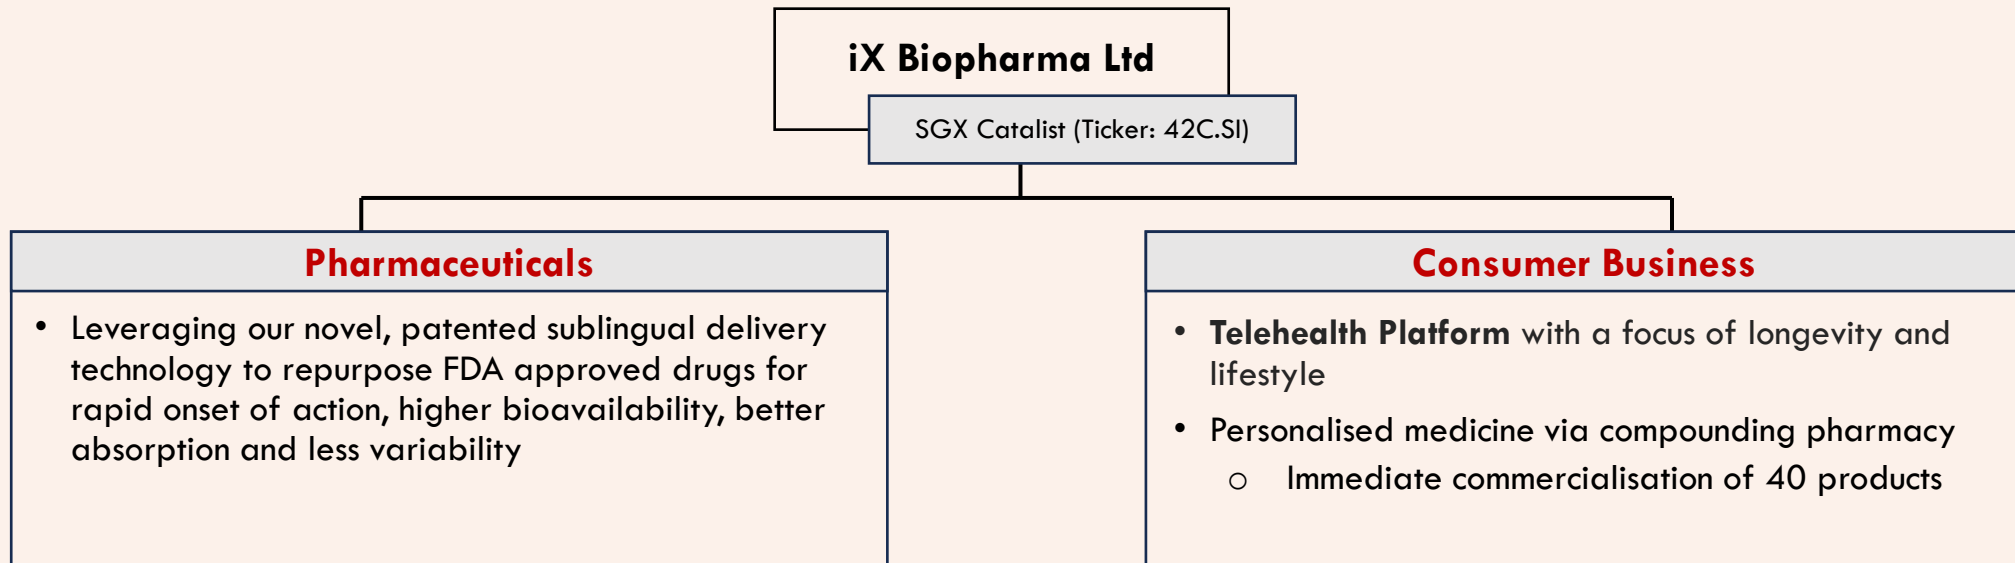 iX Biopharma Ltd
SGX Catalist (Ticker: 42C.SI)
Pharmaceuticals
• Leveraging our novel, patented sublingual delivery
technology to repurpose FDA approved drugs for
rapid onset of action, higher bioavailability, better
absorption and less variability
Consumer Business
• Telehealth Platform with a focus of longevity and
lifestyle
• Personalised medicine via compounding pharmacy
o Immediate commercialisation of 40 products